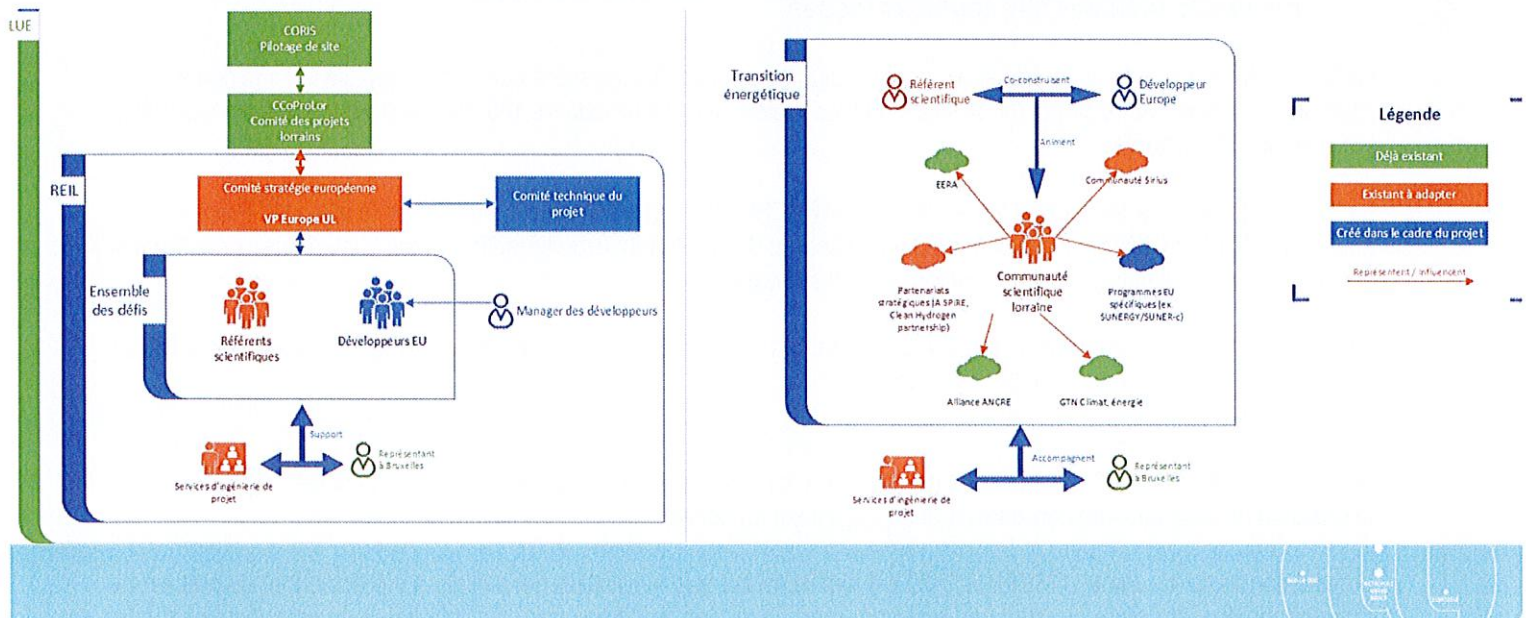 LUE
CORIS
Pilotage de site
CCoProLor
Comité des projets
lorrains
REIL
Comité stratégie européenne
VP Europe UL
Comité technique du
projet
Ensemble
des défis
Référents
scientifiques
Développeurs EU
Manager des développeurs
Support
Services d'ingénierie de
projet
Représentant
à Bruxelles
Transition
énergétique
Référent
scientifique
Co-construisent
Développeur
Europe
Animent
EERA
Communauté Sirius
Partenariats
stratégiques (A SPIRE,
Clean Hydrogen
partnership)
Communauté
scientifique
lorraine
Programmes EU
spécifiques (ex.
SUNERGY/SUNER-c)
Alliance ANCRE
GTN Climat, énergie
Accompagnent
Services d'ingénierie de
projet
Représentant
à Bruxelles
Légende
Déjà existant
Existant à adapter
Créé dans le cadre du projet
Représentent / Influencent